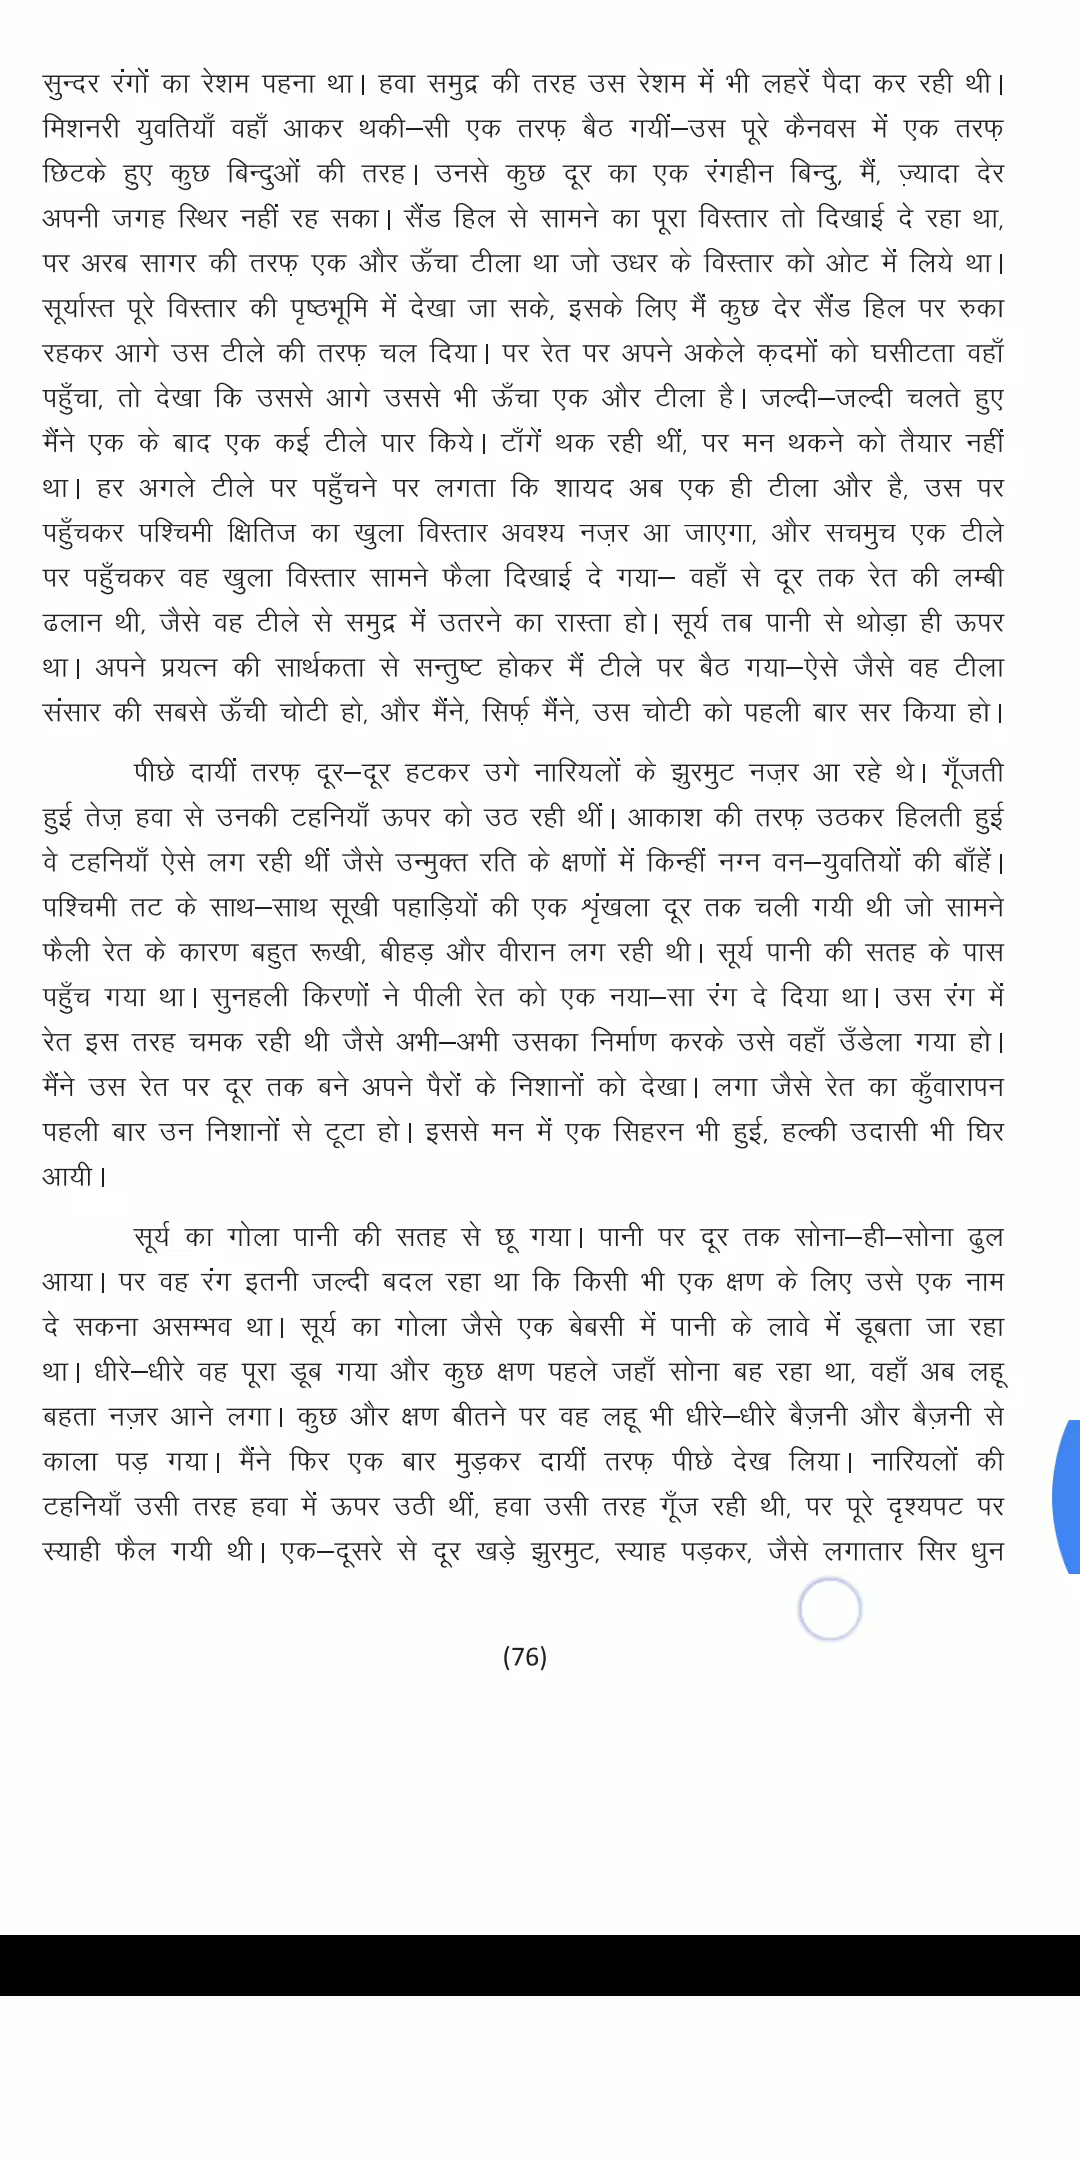 सुन्दर रंगों का रेशम पहना था। हवा समुद्र की तरह उस रेशम में भी लहरें पैदा कर रही थी।
मिशनरी युवतियाँ वहाँ आकर थकी–सी एक तरफ़ बैठ गयीं–उस पूरे कैनवस में एक तरफ़
छिटके हुए कुछ बिन्दुओं की तरह। उनसे कुछ दूर का एक रंगहीन बिन्दु, मैं, ज़्यादा देर
अपनी जगह स्थिर नहीं रह सका। सैंड हिल से सामने का पूरा विस्तार तो दिखाई दे रहा था,
पर अरब सागर की तरफ़ एक और ऊँचा टीला था जो उधर के विस्तार को ओट में लिये था।
सूर्यास्त पूरे विस्तार की पृष्ठभूमि में देखा जा सके, इसके लिए मैं कुछ देर सैंड हिल पर रुका
रहकर आगे उस टीले की तरफ़ चल दिया। पर रेत पर अपने अकेले क़दमों को घसीटता वहाँ
पहुँचा, तो देखा कि उससे आगे उससे भी ऊँचा एक और टीला है। जल्दी–जल्दी चलते हुए
मैंने एक के बाद एक कई टीले पार किये। टाँगें थक रही थीं, पर मन थकने को तैयार नहीं
था। हर अगले टीले पर पहुँचने पर लगता कि शायद अब एक ही टीला और है, उस पर
पहुँचकर पश्चिमी क्षितिज का खुला विस्तार अवश्य नज़र आ जाएगा, और सचमुच एक टीले
पर पहुँचकर वह खुला विस्तार सामने फैला दिखाई दे गया– वहाँ से दूर तक रेत की लम्बी
ढलान थी, जैसे वह टीले से समुद्र में उतरने का रास्ता हो। सूर्य तब पानी से थोड़ा ही ऊपर
था। अपने प्रयत्न की सार्थकता से सन्तुष्ट होकर मैं टीले पर बैठ गया–ऐसे जैसे वह टीला
संसार की सबसे ऊँची चोटी हो, और मैंने, सिर्फ़ मैंने, उस चोटी को पहली बार सर किया हो।
पीछे दायीं तरफ़ दूर–दूर हटकर उगे नारियलों के झुरमुट नज़र आ रहे थे। गूँजती
हुई तेज़ हवा से उनकी टहनियाँ ऊपर को उठ रही थीं। आकाश की तरफ़ उठकर हिलती हुई
वे टहनियाँ ऐसे लग रही थीं जैसे उन्मुक्त रति के क्षणों में किन्हीं नग्न वन–युवतियों की बाँहें।
पश्चिमी तट के साथ–साथ सूखी पहाड़ियों की एक शृंखला दूर तक चली गयी थी जो सामने
फैली रेत के कारण बहुत रूखी, बीहड़ और वीरान लग रही थी। सूर्य पानी की सतह के पास
पहुँच गया था। सुनहली किरणों ने पीली रेत को एक नया–सा रंग दे दिया था। उस रंग में
रेत इस तरह चमक रही थी जैसे अभी–अभी उसका निर्माण करके उसे वहाँ उँडेला गया हो।
मैंने उस रेत पर दूर तक बने अपने पैरों के निशानों को देखा। लगा जैसे रेत का कुँवारापन
पहली बार उन निशानों से टूटा हो। इससे मन में एक सिहरन भी हुई, हल्की उदासी भी घिर
आयी।
सूर्य का गोला पानी की सतह से छू गया। पानी पर दूर तक सोना–ही–सोना ढुल
आया। पर वह रंग इतनी जल्दी बदल रहा था कि किसी भी एक क्षण के लिए उसे एक नाम
दे सकना असम्भव था। सूर्य का गोला जैसे एक बेबसी में पानी के लावे में डूबता जा रहा
था। धीरे–धीरे वह पूरा डूब गया और कुछ क्षण पहले जहाँ सोना बह रहा था, वहाँ अब लहू
बहता नज़र आने लगा। कुछ और क्षण बीतने पर वह लहू भी धीरे–धीरे बैज़नी और बैज़नी से
काला पड़ गया। मैंने फिर एक बार मुड़कर दायीं तरफ़ पीछे देख लिया। नारियलों की
टहनियाँ उसी तरह हवा में ऊपर उठी थीं, हवा उसी तरह गूँज रही थी, पर पूरे दृश्यपट पर
स्याही फैल गयी थी। एक–दूसरे से दूर खड़े झुरमुट, स्याह पड़कर, जैसे लगातार सिर धुन
(76)